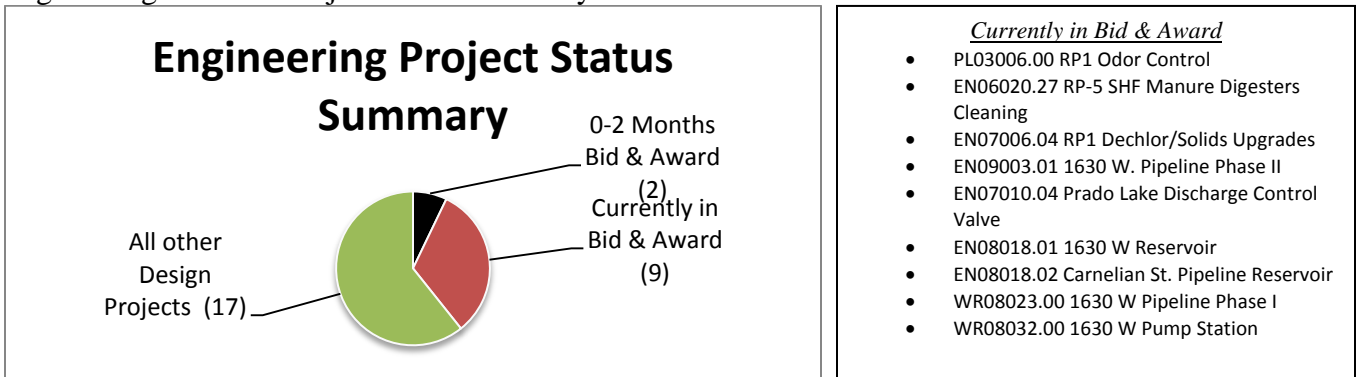 Engineering Project Status
Summary
0-2 Months
Bid & Award
(2)
Currently in
Bid & Award
(9)
All other
Design
Projects (17)
Currently in Bid & Award
• PL03006.00 RP1 Odor Control
• EN06020.27 RP-5 SHF Manure Digesters
Cleaning
• EN07006.04 RP1 Dechlor/Solids Upgrades
• EN09003.01 1630 W. Pipeline Phase II
• EN07010.04 Prado Lake Discharge Control
Valve
• EN08018.01 1630 W Reservoir
• EN08018.02 Carnelian St. Pipeline Reservoir
• WR08023.00 1630 W Pipeline Phase I
• WR08032.00 1630 W Pump Station